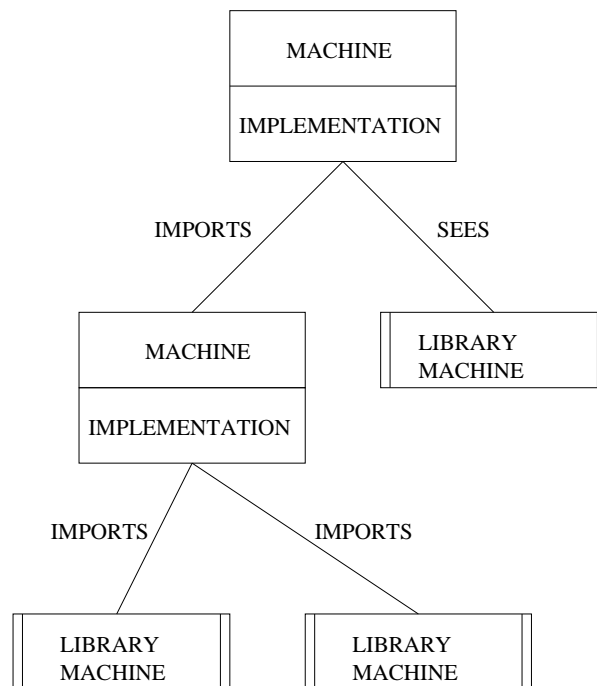 MACHINE
IMPLEMENTATION
IMPORTS
SEES
MACHINE
IMPLEMENTATION
LIBRARY
MACHINE
IMPORTS
IMPORTS
LIBRARY
MACHINE
LIBRARY
MACHINE